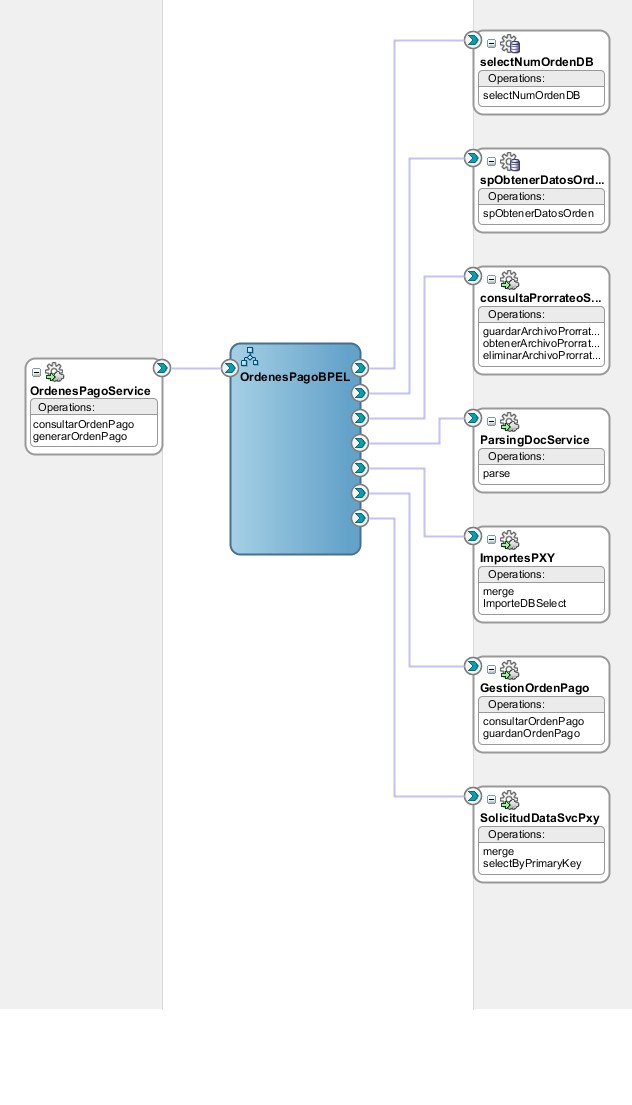 selectNumOrdenDB
Operations:
selectNumOrdenDB
spObtenerDatosOrd...
Operations:
spObtenerDatosOrden
consultaProrrateoS...
Operations:
guardarArchivoProrrat...
obtenerArchivoProrrat...
eliminarArchivoProrrat...
OrdenesPagoService
Operations:
consultarOrdenPago
generarOrdenPago
OrdenesPagoBPEL
ParsingDocService
Operations:
parse
ImportesPXY
Operations:
merge
ImporteDBSelect
GestionOrdenPago
Operations:
consultarOrdenPago
guardanOrdenPago
SolicitudDataSvcPxy
Operations:
merge
selectByPrimaryKey